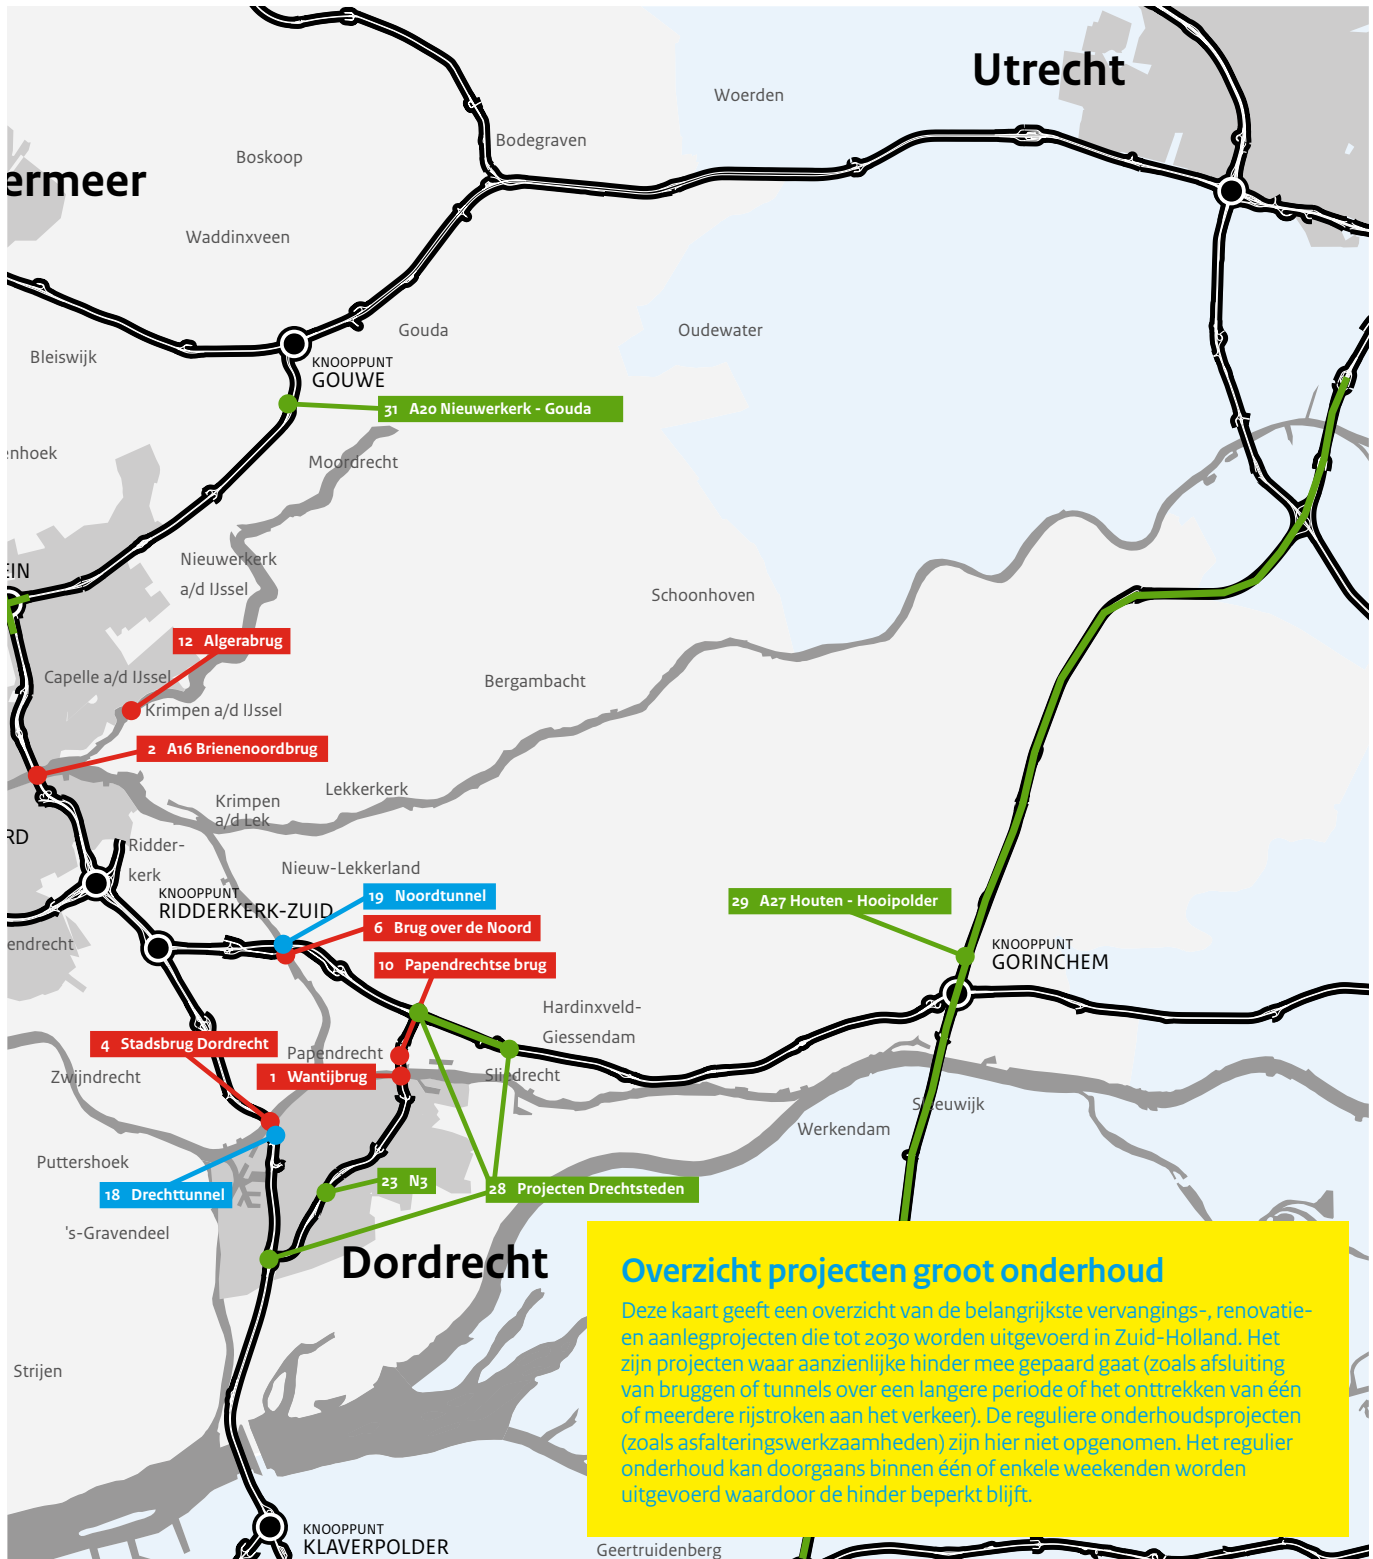 Utrecht
Woerden
Bodegraven
Boskoop
ermeer
Waddinxveen
Gouda
Oudewater
Bleiswijk
KNOOPPUNT
GOUWE
31 A20 Nieuwerkerk - Gouda
enhoek
Moordrecht
Nieuwerkerk
a/d IJssel
EIN
Schoonhoven
12 Algerabrug
Capelle a/d IJssel
Bergambacht
Krimpen a/d IJssel
2 A16 Brienenoordbrug
Lekkerkerk
Krimpen
a/d Lek
RD
Ridder-
kerk
Nieuw-Lekkerland
KNOOPPUNT
RIDDERKERK-ZUID
19 Noordtunnel
29 A27 Houten - Hooipolder
6 Brug over de Noord
endrecht
KNOOPPUNT
GORINCHEM
10 Papendrechtse brug
Hardinxveld-
Giessendam
4 Stadsbrug Dordrecht
Papendrecht
Zwijndrecht
1 Wantijbrug
Sliedrecht
Sleeuwijk
Werkendam
Puttershoek
23 N3
28 Projecten Drechtsteden
18 Drechttunnel
's-Gravendeel
Dordrecht
Overzicht projecten groot onderhoud
Deze kaart geeft een overzicht van de belangrijkste vervangings-, renovatie-
en aanlegprojecten die tot 2030 worden uitgevoerd in Zuid-Holland. Het
zijn projecten waar aanzienlijke hinder mee gepaard gaat (zoals afsluiting
van bruggen of tunnels over een langere periode of het onttrekken van één
of meerdere rijstroken aan het verkeer). De reguliere onderhoudsprojecten
(zoals asfalteringswerkzaamheden) zijn hier niet opgenomen. Het regulier
onderhoud kan doorgaans binnen één of enkele weekenden worden
uitgevoerd waardoor de hinder beperkt blijft.
Strijen
KNOOPPUNT
KLAVERPOLDER
Geertruidenberg